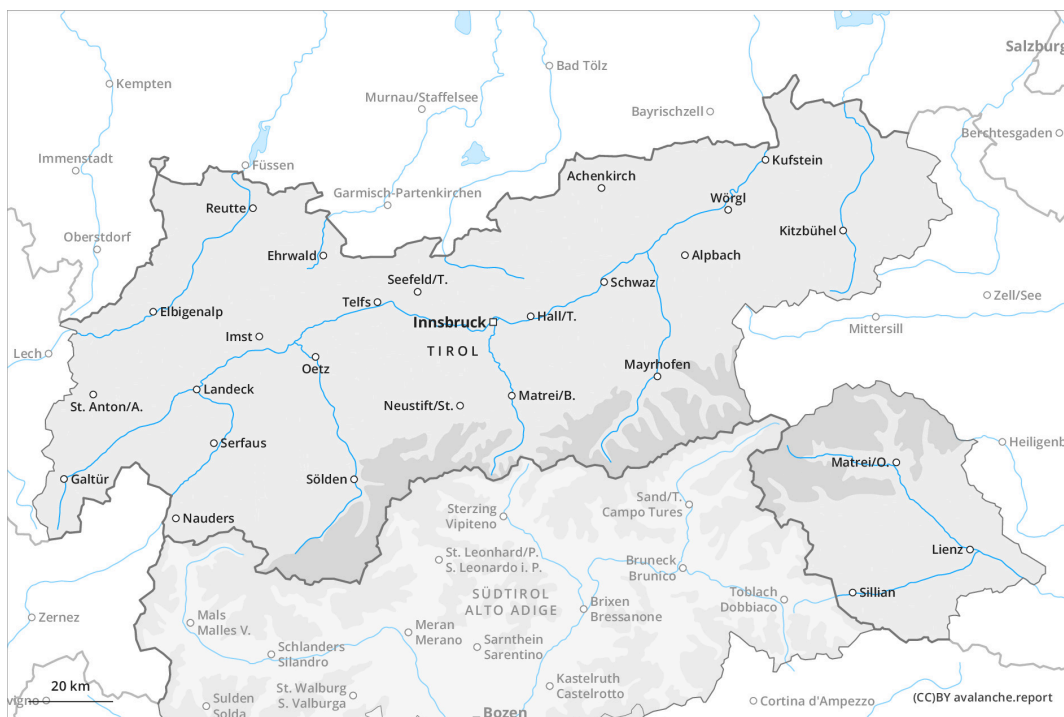 Salzburg
Kempten
Bad Tölz
Murnau/Staffelsee
Bayrischzell
Berchtesgaden
Immenstadt
Füssen
Kufstein
Achenkirch
Garmisch-Partenkirchen
Wörgl
Reutte
Kitzbühel
Oberstdorf
Ehrwald
Alpbach
Seefeld/T.
Schwaz
Zell/See
Telfs
Elbigenalp
Hall/T.
Innsbruck
Mittersill
Imst
TIROL
Lech
Oetz
Mayrhofen
Landeck
Matrei/B.
St. Anton/A.
Neustift/St.
Serfaus
Heiligenb
Matrei/O.
Galtür
Sölden
Sand/T.
Campo Tures
Sterzing
Vipiteno
Nauders
Lienz
St. Leonhard/P.
S. Leonardo i. P.
Bruneck
Brunico
Sillian
SÜDTIROL
ALTO ADIGE
Toblach
Dobbiaco
Brixen
Bressanone
Zernez
Mals
Malles V.
Meran
Merano
Sarnthein
Sarentino
Schlanders
Silandro
20 km
Kastelruth
Castelrotto
St. Walburg
S. Valburga
vigno
Sulden
Solda
Cortina d'Ampezzo
(CC)BY avalanche.report
Bozen